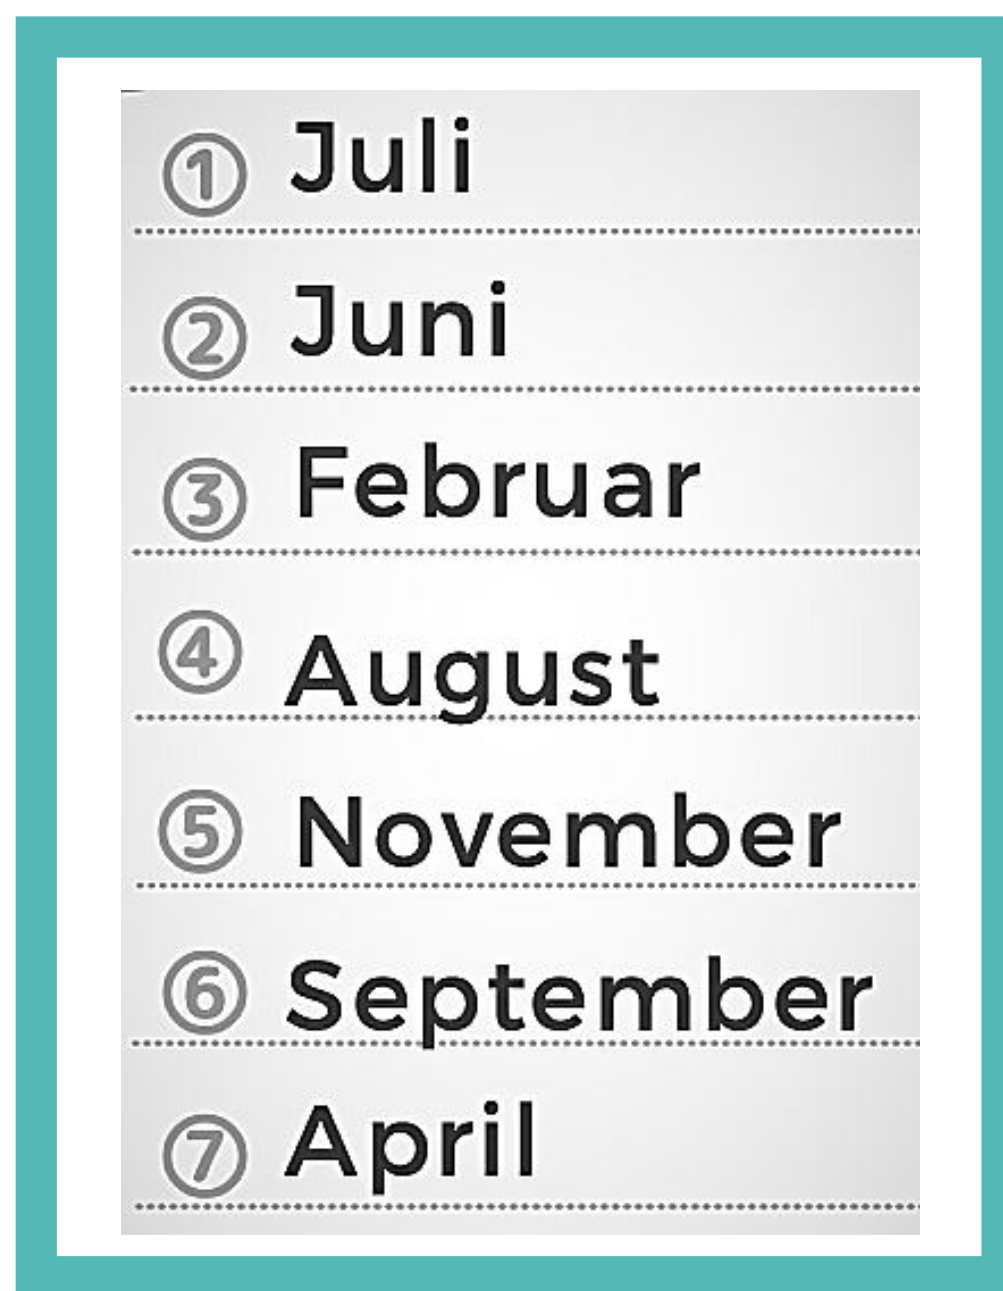 ① Juli
② Juni
③ Februar
④ August
⑤ November
⑥ September
⑦ April